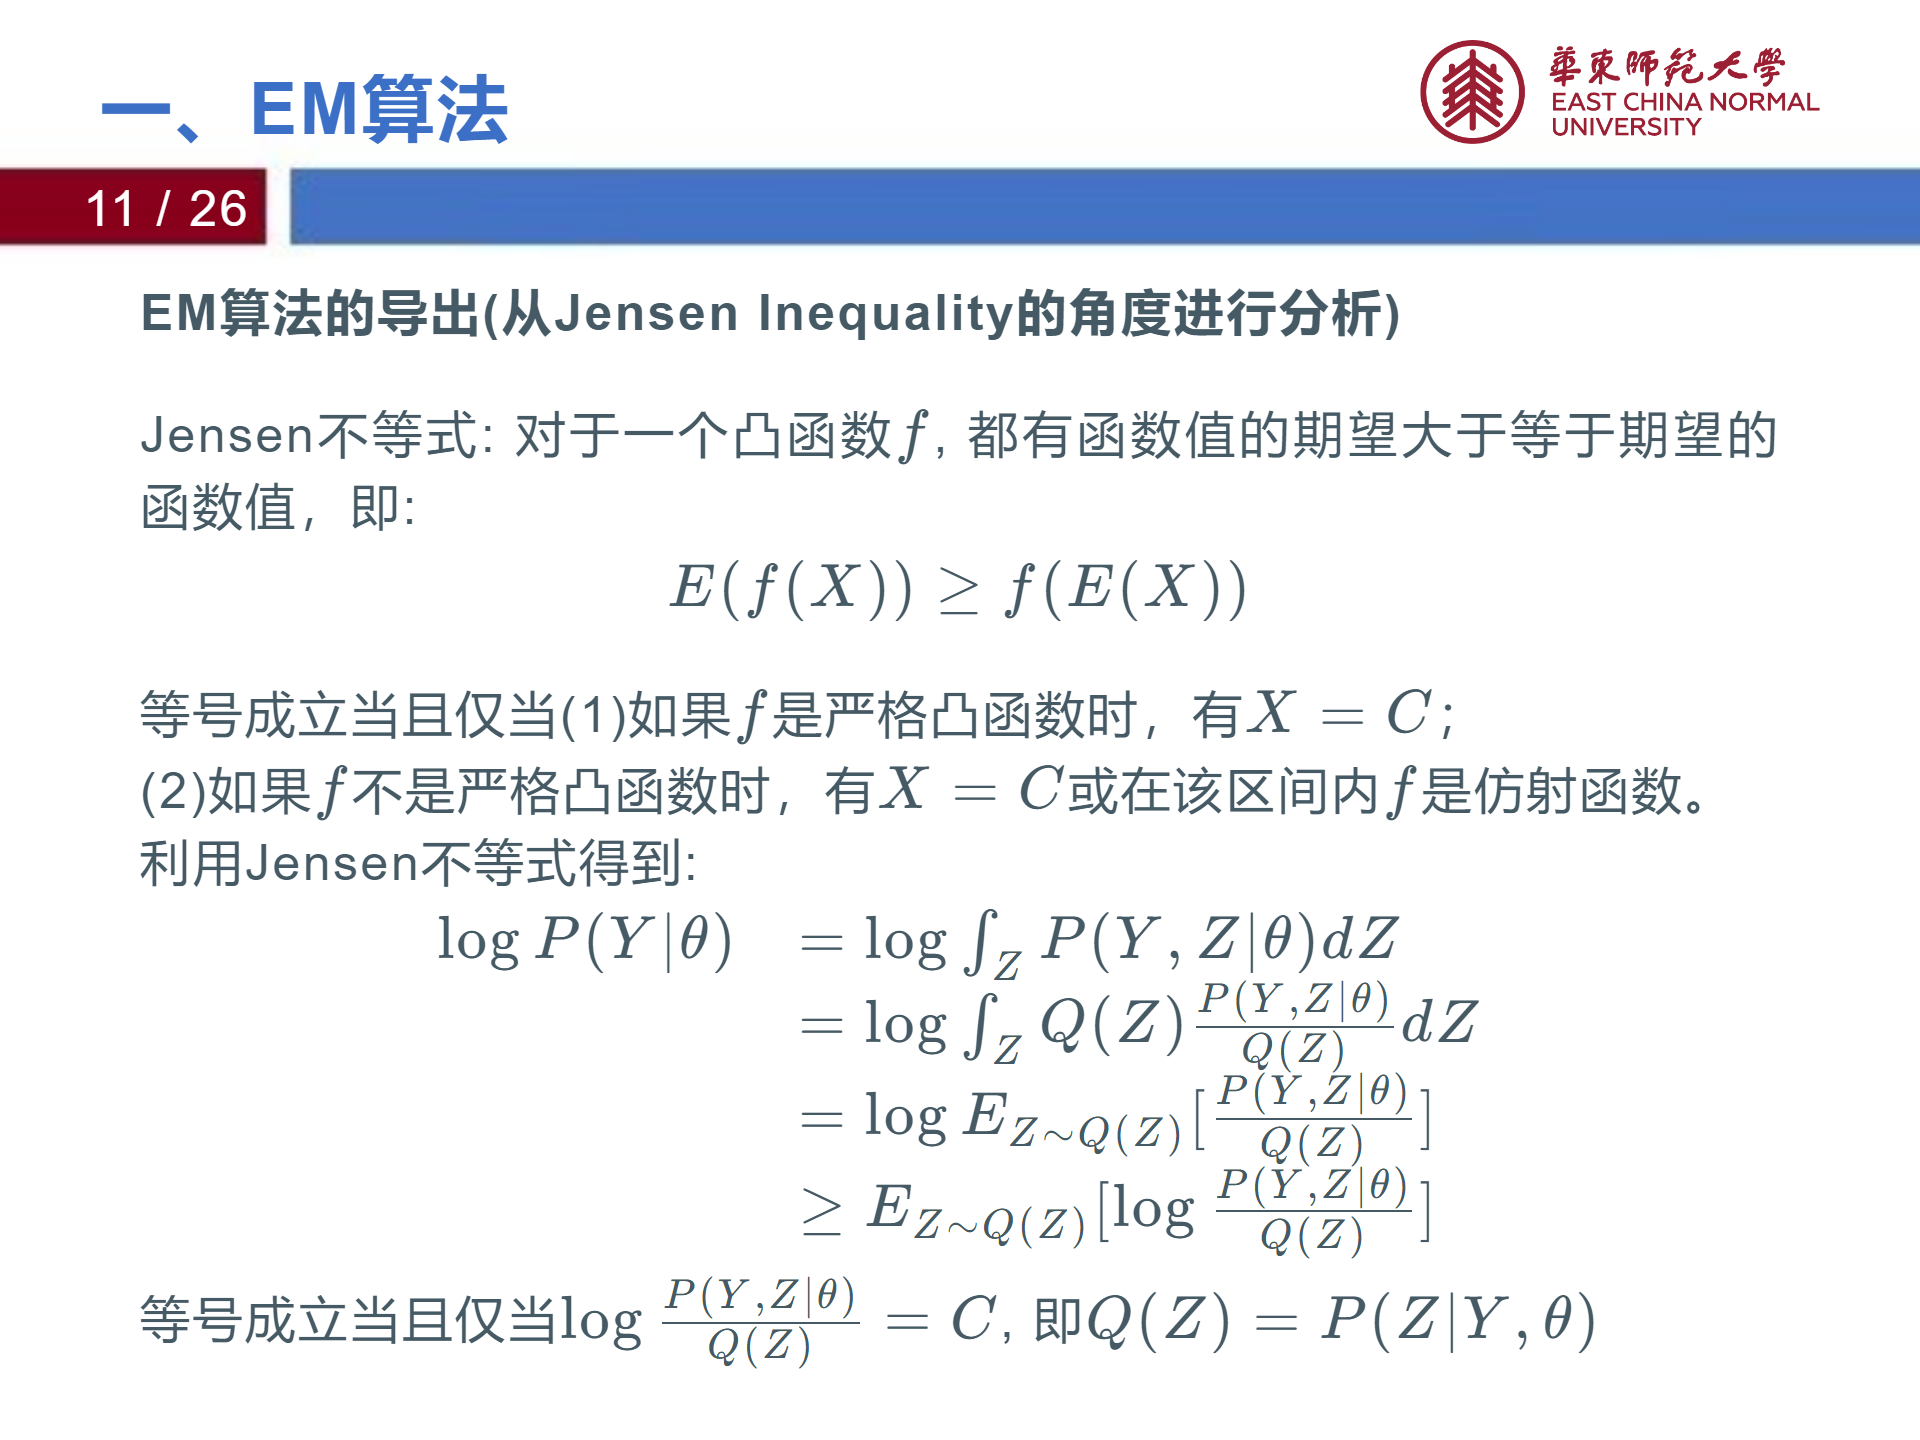 一、EM算法
華東師範大學
EAST CHINA NORMAL
UNIVERSITY
11 / 26
EM算法的导出(从Jensen Inequality的角度进行分析)
Jensen不等式: 对于一个凸函数f, 都有函数值的期望大于等于期望的
函数值，即:
E(f(X)) ≥ f(E(X))
等号成立当且仅当(1)如果f是严格凸函数时，有X = C;
(2)如果f不是严格凸函数时，有X = C或在该区间内f是仿射函数。
利用Jensen不等式得到:
log P(Y|θ) = log ∫_Z P(Y, Z|θ)dZ
= log ∫_Z Q(Z) \frac{P(Y,Z|θ)}{Q(Z)} dZ
= log E_{Z∼Q(Z)}[\frac{P(Y,Z|θ)}{Q(Z)}]
≥ E_{Z∼Q(Z)}[log \frac{P(Y,Z|θ)}{Q(Z)}]
等号成立当且仅当log \frac{P(Y,Z|θ)}{Q(Z)} = C, 即Q(Z) = P(Z|Y, θ)